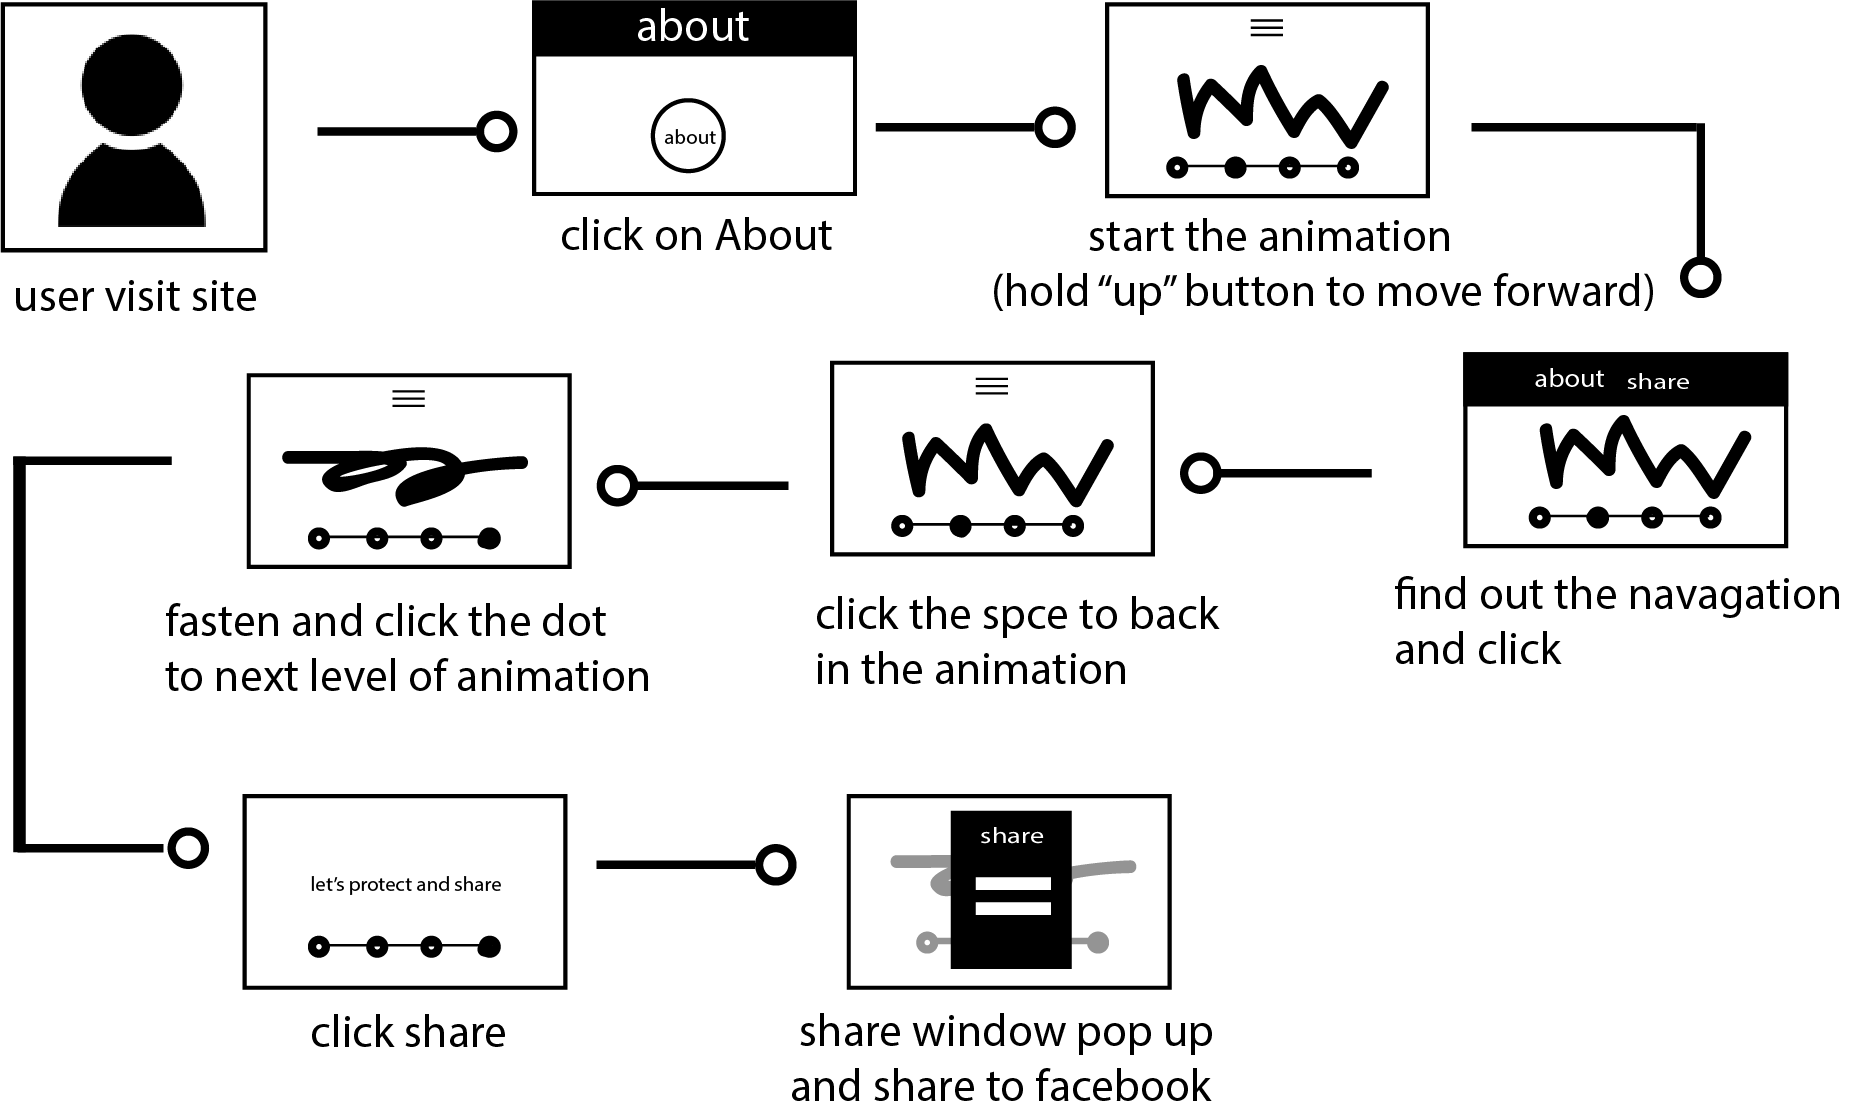 about
about
user visit site
click on About
start the animation
(hold “up” button to move forward)
about share
find out the navagation
and click
click the spce to back
in the animation
fasten and click the dot
to next level of animation
let’s protect and share
click share
share
share window pop up
and share to facebook